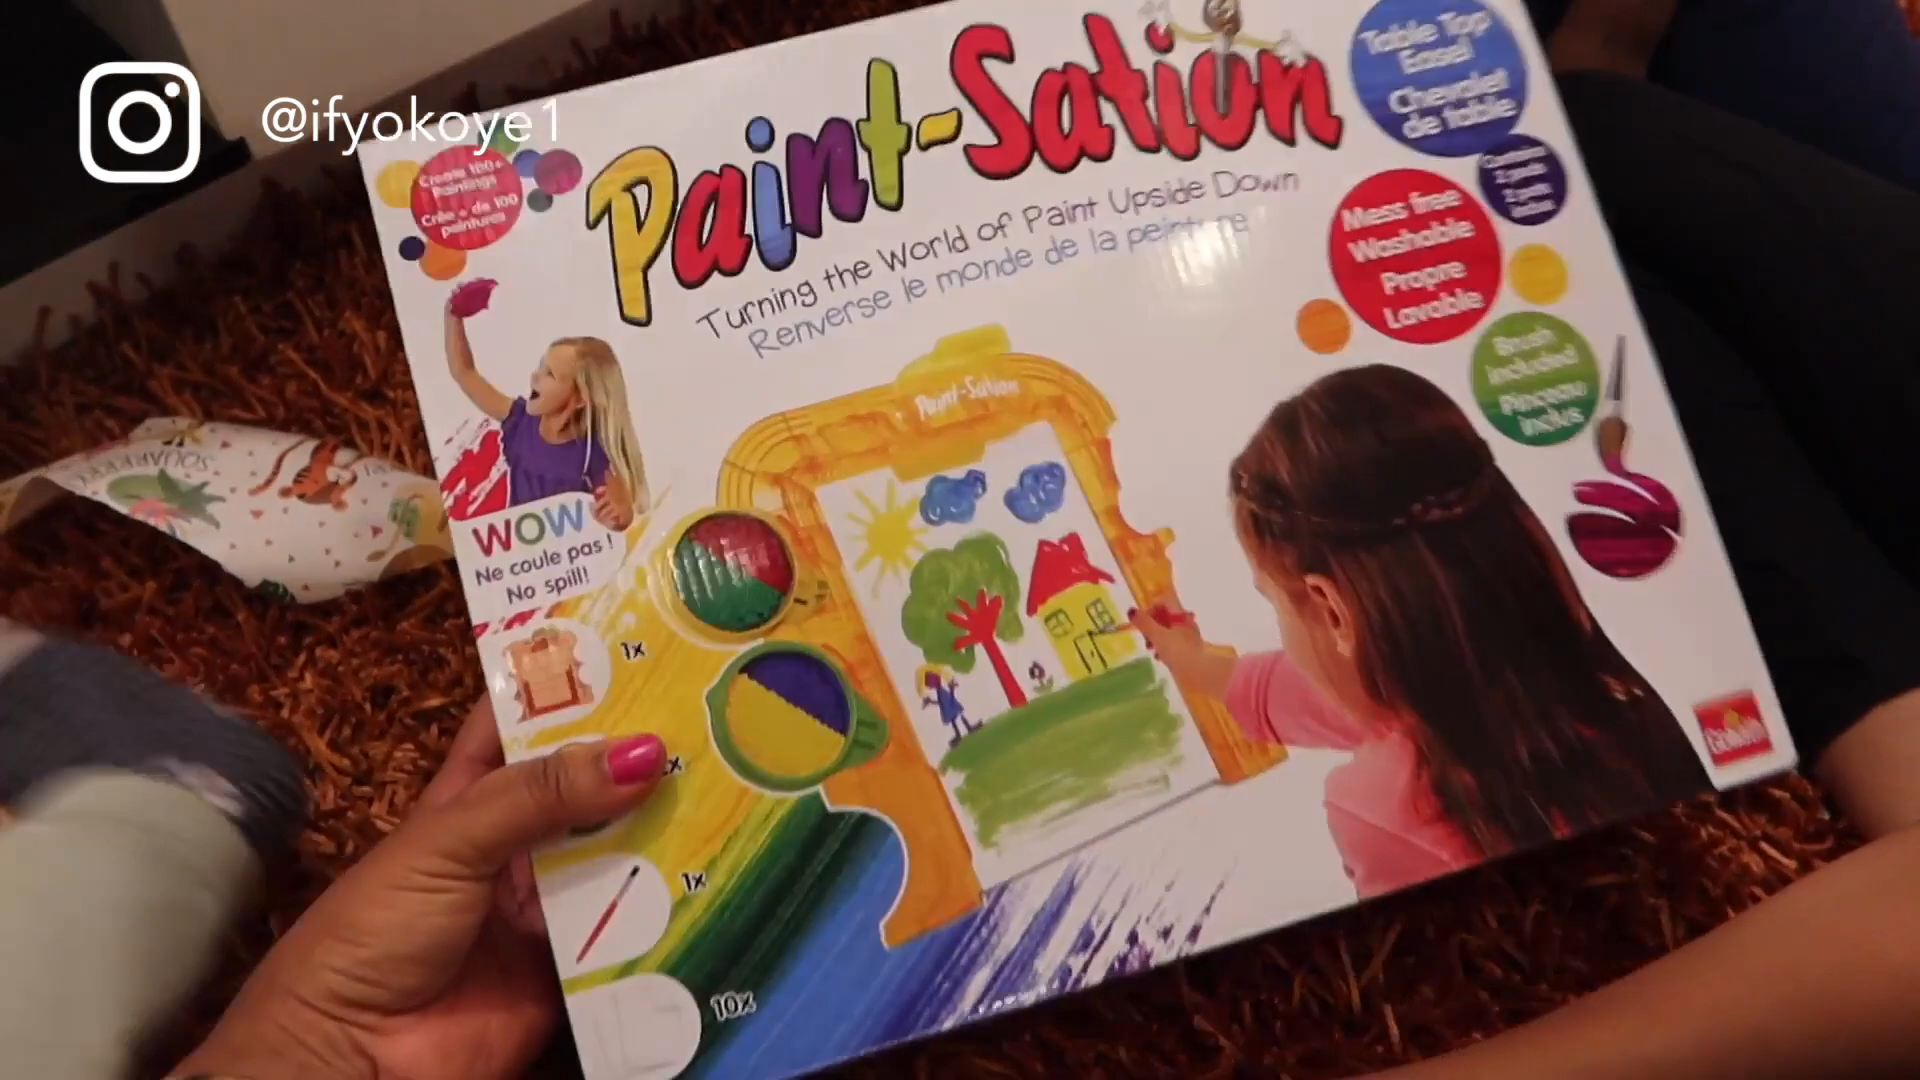 @ifyokoye1
Paint-Sation
Turning the World of Paint Upside Down
Renverse le monde de la peinture
Table Top
Easel
Chevalet
de table
Create 100+
Paintings
Crée + de 100
peintures
Mess free
Washable
Propre
Lavable
Brush
included
Pinceau
inclus
Paint-Sation
WOW
Ne coule pas !
No spill!
1x
1x
10x
Goliath